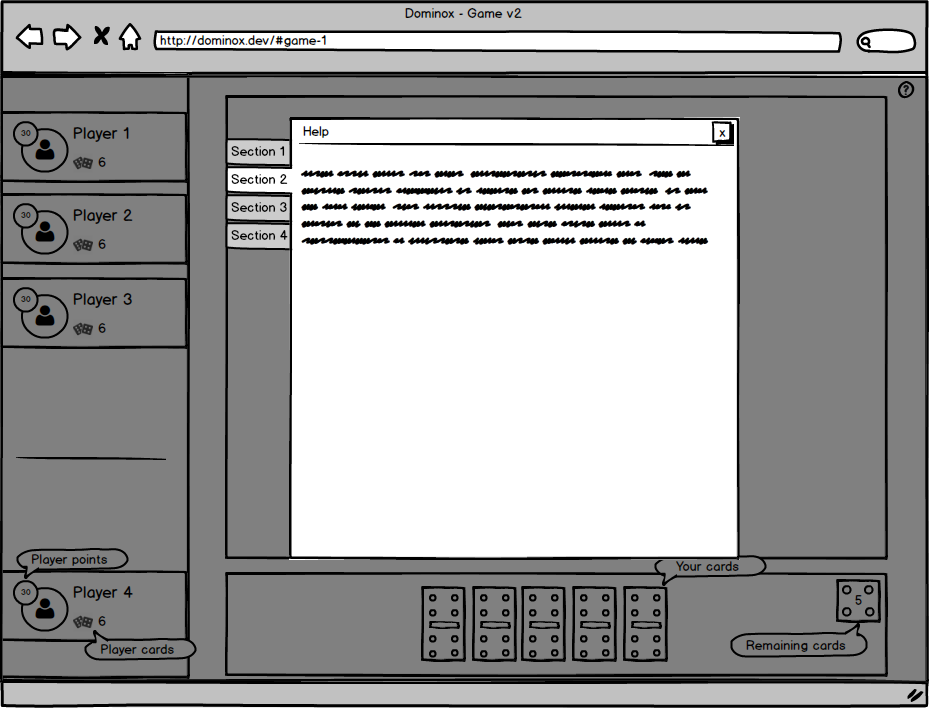 Dominox - Game v2
http://dominox.dev/#game-1
?
30
Player 1
6
30
Player 2
6
30
Player 3
6
Player points
30
Player 4
6
Player cards
Help
x
Section 1
Section 2
Section 3
Section 4
Your cards
5
Remaining cards